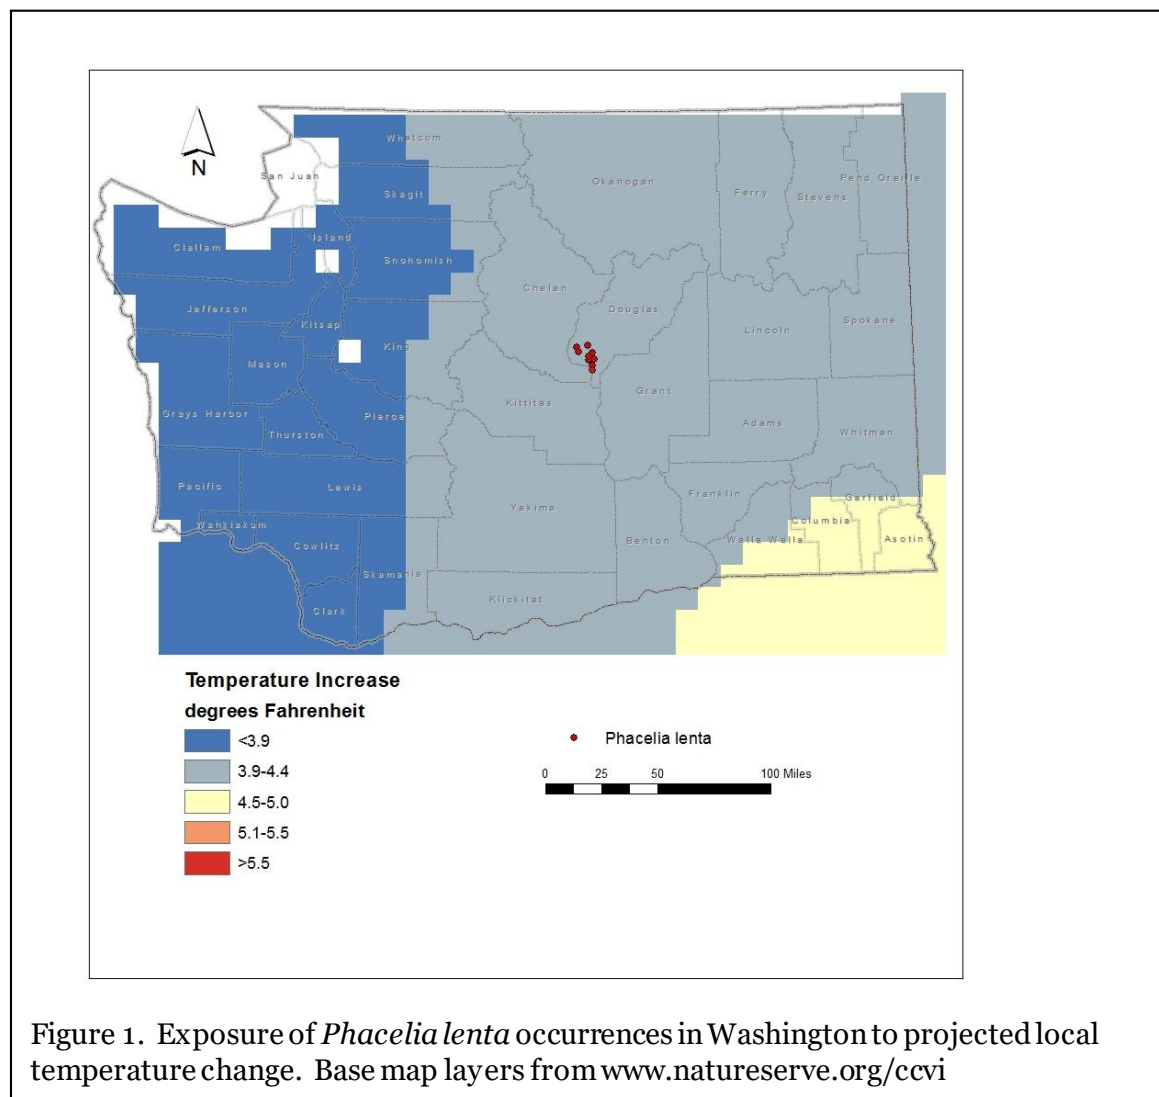 N
Whatcom
San Juan
Skagit
Okanogan
Ferry
Stevens
Pend Oreille
Island
Clallam
Snohomish
Chelan
Jefferson
Douglas
Kitsap
Lincoln
Spokane
King
Mason
Grant
Kittitas
Grays Harbor
Pierce
Thurston
Adams
Whitman
Pacific
Lewis
Franklin
Garfield
Yakima
Columbia
Wahkiakum
Cowlitz
Benton
Walla Walla
Asotin
Skamania
Klickitat
Clark
Temperature Increase
degrees Fahrenheit
<3.9
3.9-4.4
4.5-5.0
5.1-5.5
>5.5
Phacelia lenta
0 25 50 100 Miles
Figure 1. Exposure of Phacelia lenta occurrences in Washington to projected local
temperature change. Base map layers from www.natureserve.org/ccvi